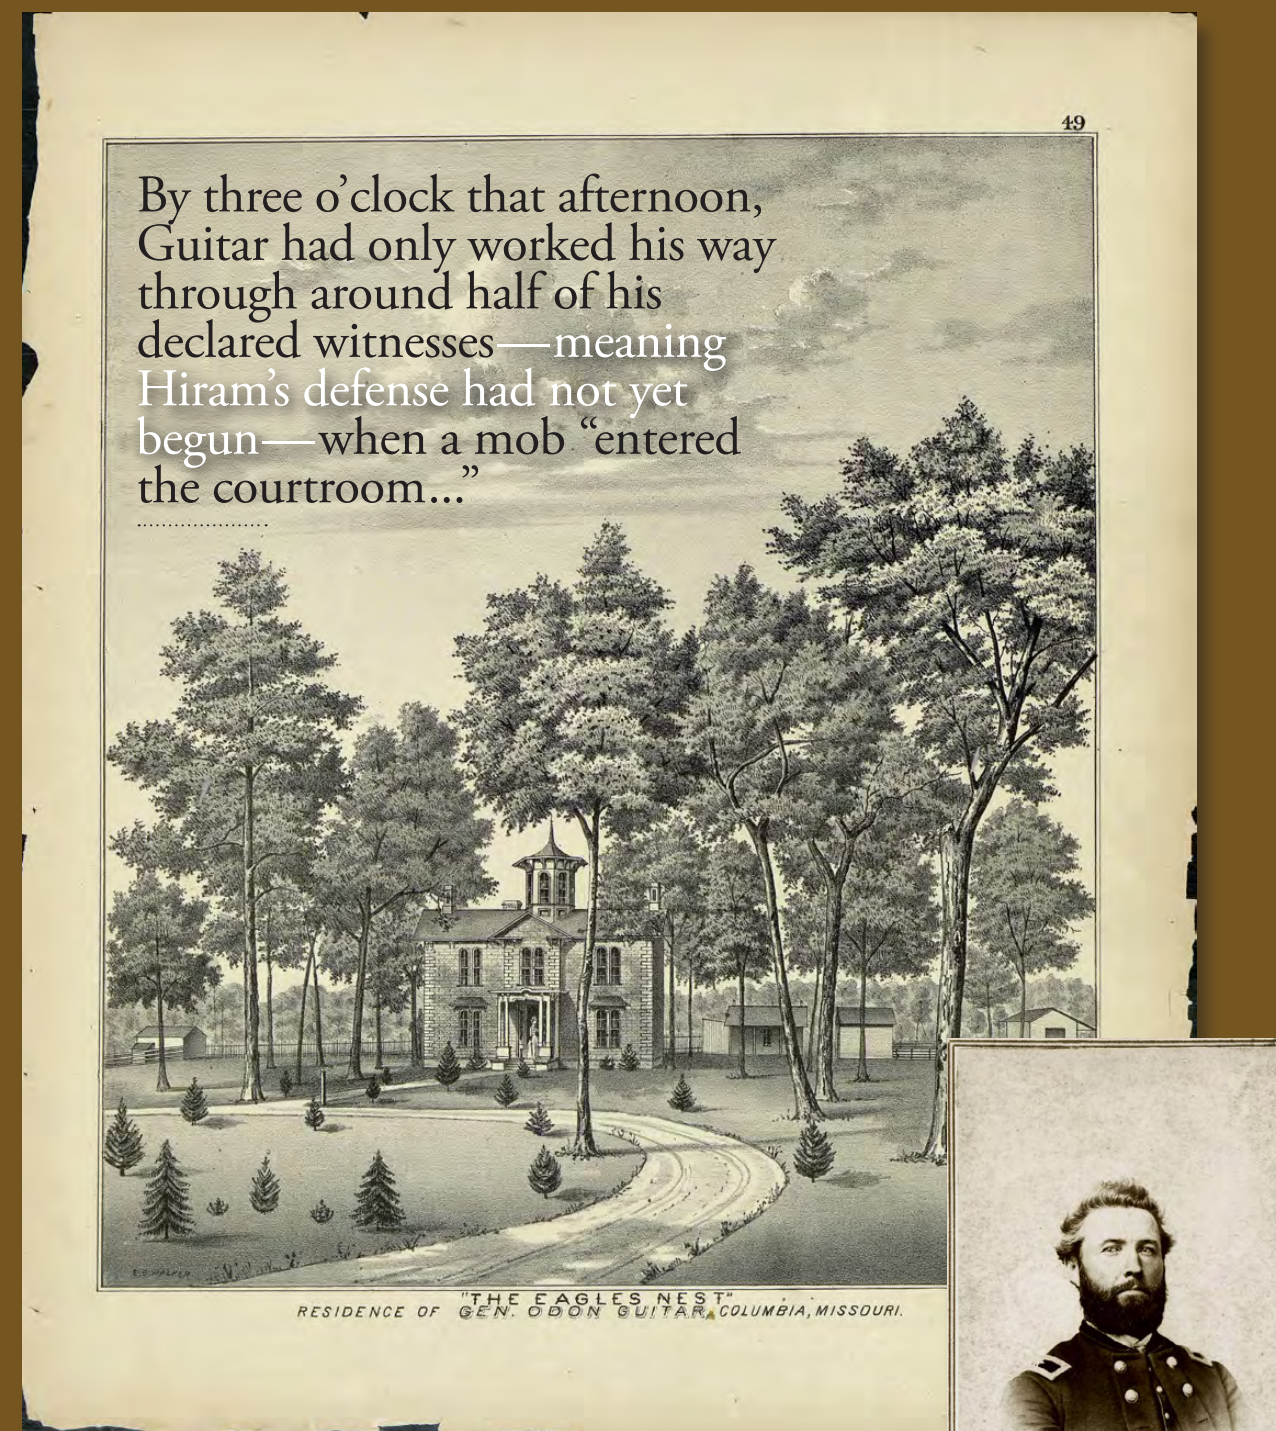 49
By three o’clock that afternoon,
Guitar had only worked his way
through around half of his
declared witnesses—meaning
Hiram’s defense had not yet
begun—when a mob “entered
the courtroom…”
"THE EAGLES NEST"
RESIDENCE OF GEN. ODON GUITAR, COLUMBIA, MISSOURI.